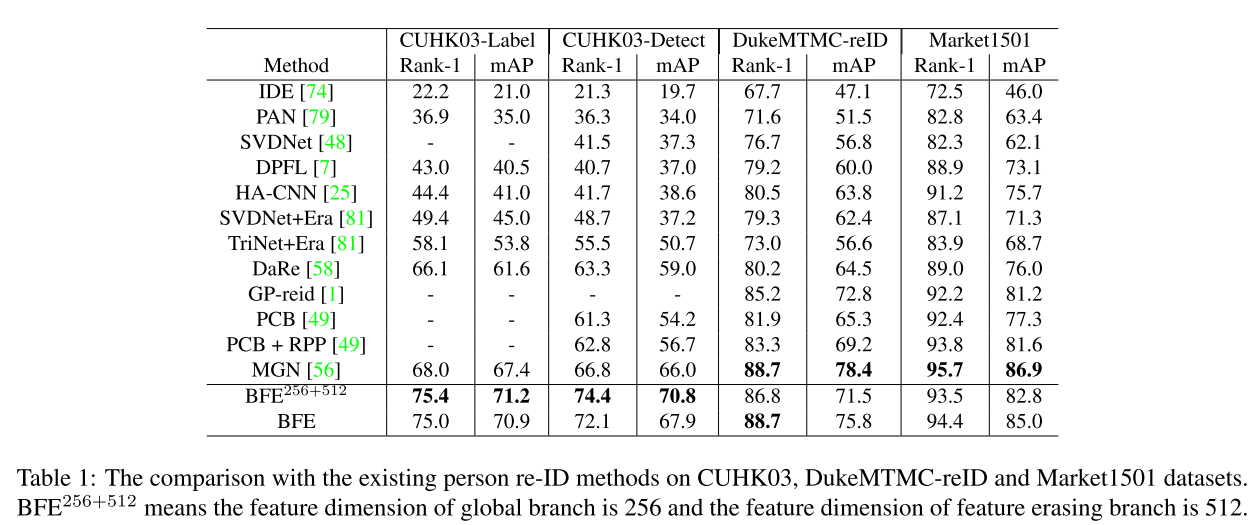 CUHK03-Label CUHK03-Detect DukeMTMC-reID Market1501
Method Rank-1 mAP Rank-1 mAP Rank-1 mAP Rank-1 mAP
IDE [74] 22.2 21.0 21.3 19.7 67.7 47.1 72.5 46.0
PAN [79] 36.9 35.0 36.3 34.0 71.6 51.5 82.8 63.4
SVDNet [48] - - 41.5 37.3 76.7 56.8 82.3 62.1
DPFL [7] 43.0 40.5 40.7 37.0 79.2 60.0 88.9 73.1
HA-CNN [25] 44.4 41.0 41.7 38.6 80.5 63.8 91.2 75.7
SVDNet+Era [81] 49.4 45.0 48.7 37.2 79.3 62.4 87.1 71.3
TriNet+Era [81] 58.1 53.8 55.5 50.7 73.0 56.6 83.9 68.7
DaRe [58] 66.1 61.6 63.3 59.0 80.2 64.5 89.0 76.0
GP-reid [1] - - - - 85.2 72.8 92.2 81.2
PCB [49] - - 61.3 54.2 81.9 65.3 92.4 77.3
PCB + RPP [49] - - 62.8 56.7 83.3 69.2 93.8 81.6
MGN [56] 68.0 67.4 66.8 66.0 88.7 78.4 95.7 86.9
BFE^256+512 75.4 71.2 74.4 70.8 86.8 71.5 93.5 82.8
BFE 75.0 70.9 72.1 67.9 88.7 75.8 94.4 85.0
Table 1: The comparison with the existing person re-ID methods on CUHK03, DukeMTMC-reID and Market1501 datasets.
BFE^256+512 means the feature dimension of global branch is 256 and the feature dimension of feature erasing branch is 512.